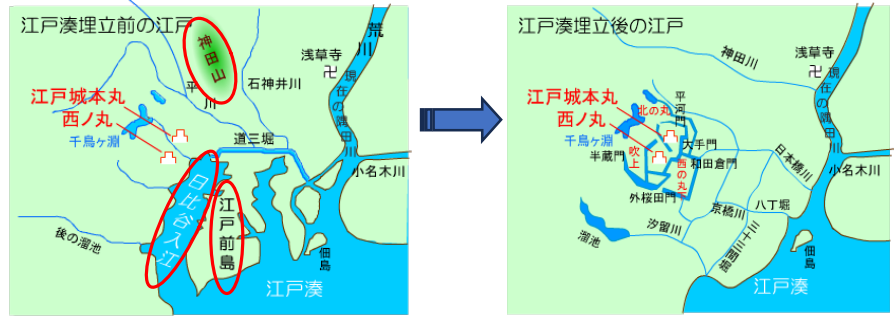 江戸湊埋立前の江戸
神田山
荒川
浅草寺
卍
現在の隅田川
平川
石神井川
江戸城本丸
西ノ丸
千鳥ヶ淵
道三堀
小名木川
日比谷入江
江戸前島
後の溜池
佃島
江戸湊
江戸湊埋立後の江戸
神田川
浅草寺
卍
現在の隅田川
江戸城本丸
西ノ丸
千鳥ヶ淵
北の丸
平河門
大手門
吹上
半蔵門
和田倉門
西の丸下
日本橋川
小名木川
外桜田門
京橋川
八丁堀
汐留川
溜池
三十三間堀
佃島
江戸湊